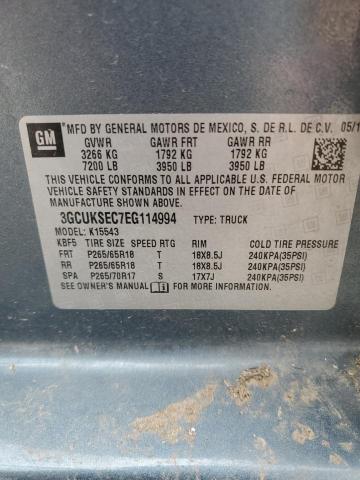 GM
MFD BY GENERAL MOTORS DE MEXICO, S. DE R.L. DE C.V. 05/1
GVWR GAWR FRT GAWR RR
3266 KG 1792 KG 1792 KG
7200 LB 3950 LB 3950 LB
THIS VEHICLE CONFORMS TO ALL APPLICABLE U.S. FEDERAL MOTOR
VEHICLE SAFETY STANDARDS IN EFFECT ON THE DATE OF
MANUFACTURE SHOWN ABOVE.
3GCUKSEC7EG114994 TYPE: TRUCK
MODEL: K15543
KBF5 TIRE SIZE SPEED RTG RIM COLD TIRE PRESSURE
FRT P265/65R18 T 18X8.5J 240KPA(35PSI)
RR P265/65R18 T 18X8.5J 240KPA(35PSI)
SPA P265/70R17 S 17X7J 240KPA(35PSI)
SEE OWNER'S MANUAL FOR MORE INFORMATION.